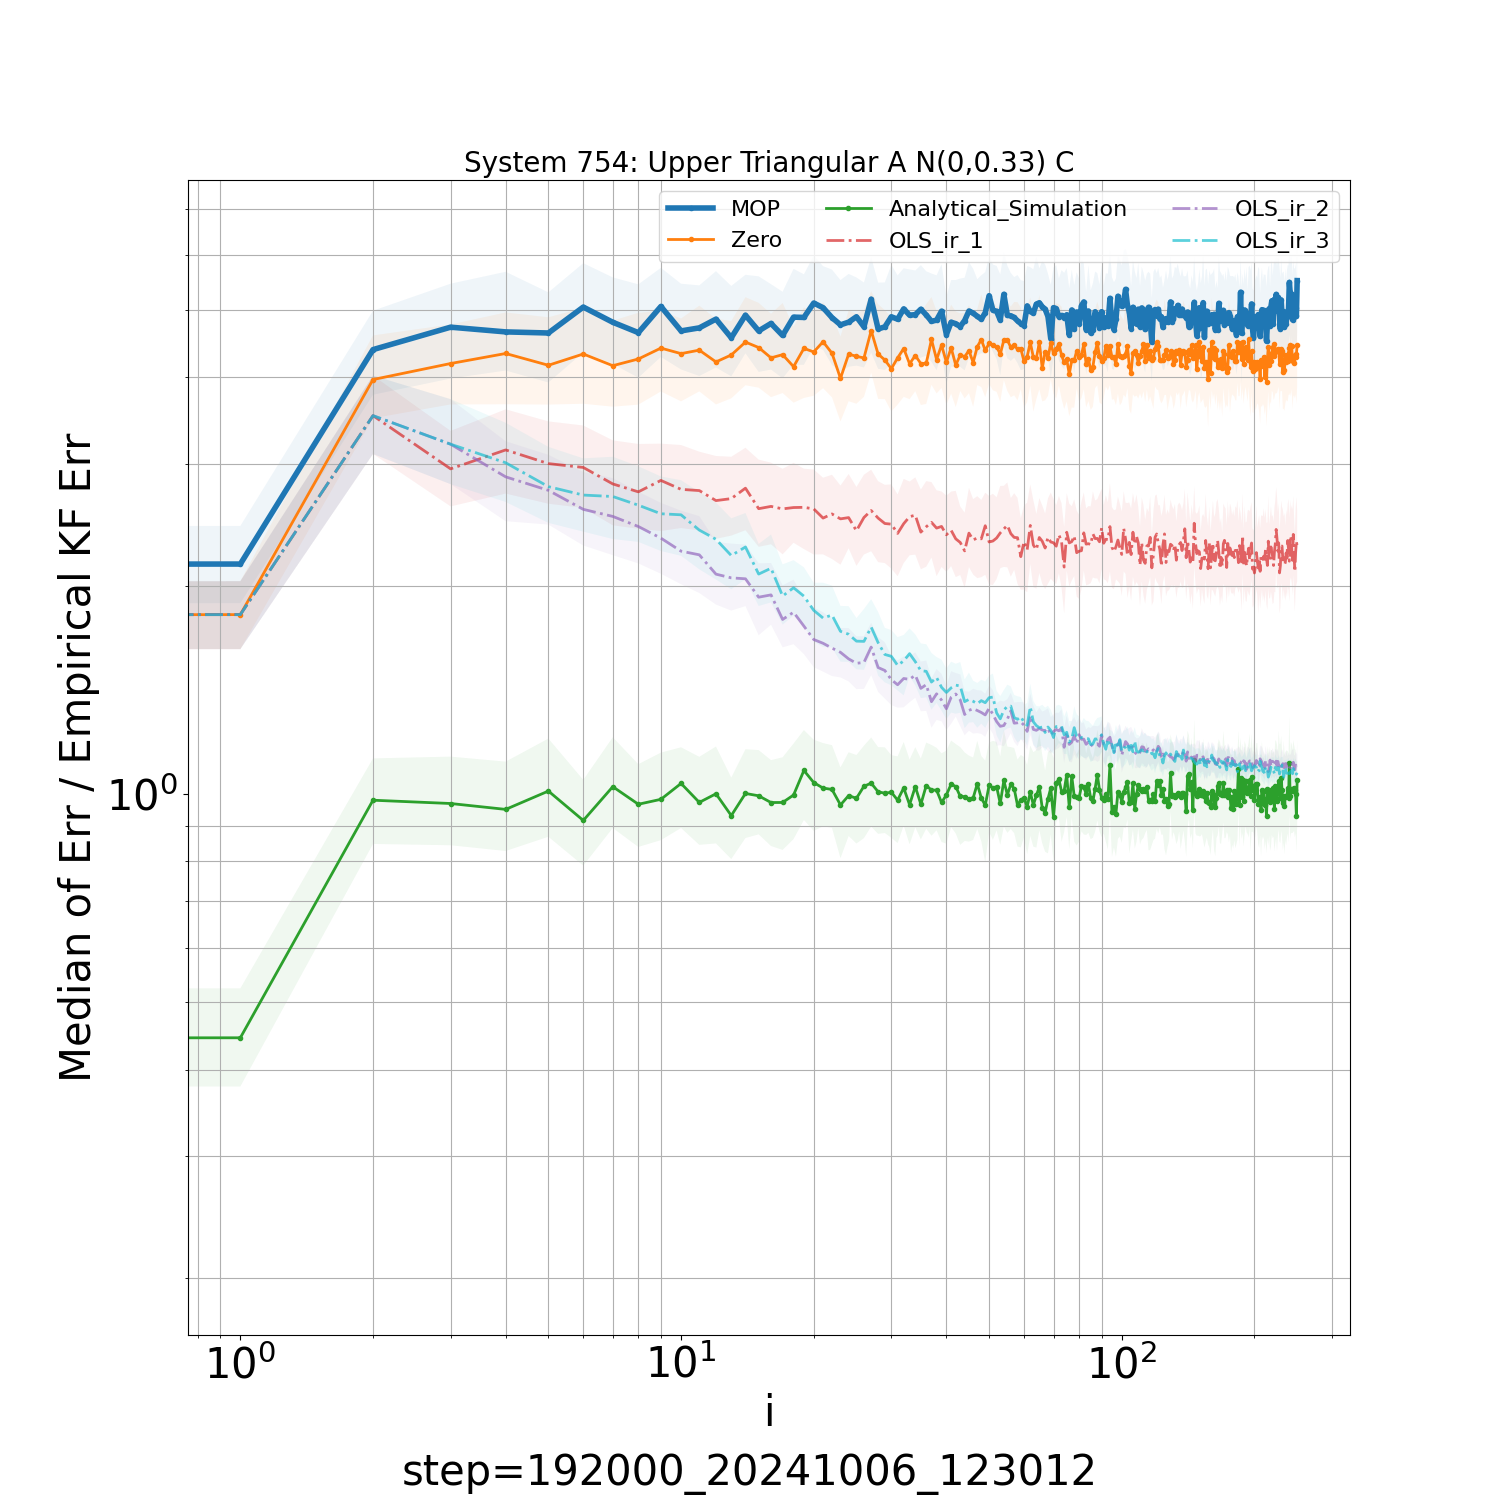 System 754: Upper Triangular A N(0,0.33) C
MOP
Zero
Analytical_Simulation
OLS_ir_1
OLS_ir_2
OLS_ir_3
Median of Err / Empirical KF Err
10⁰
10⁰ 10¹ 10²
i
step=192000_20241006_123012